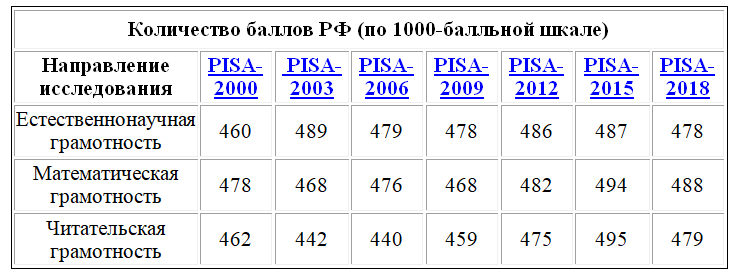 Количество баллов РФ (по 1000-балльной шкале)
Направление исследования PISA-2000 PISA-2003 PISA-2006 PISA-2009 PISA-2012 PISA-2015 PISA-2018
Естественнонаучная грамотность 460 489 479 478 486 487 478
Математическая грамотность 478 468 476 468 482 494 488
Читательская грамотность 462 442 440 459 475 495 479